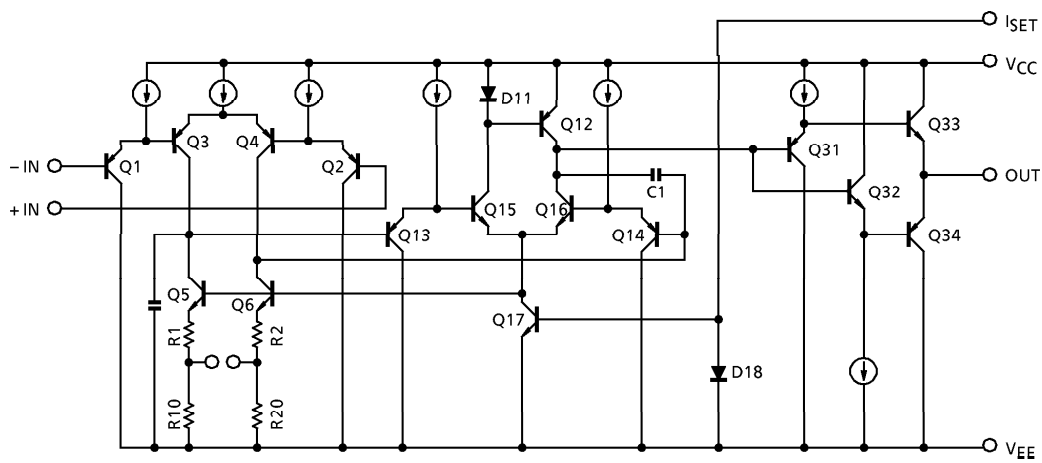 ISET
VCC
D11
Q3
Q4
Q12
Q33
Q1
Q2
Q31
– IN
+ IN
C1
OUT
Q15
Q16
Q32
Q13
Q14
Q34
Q5
Q6
Q17
R1
R2
D18
R10
R20
VEE